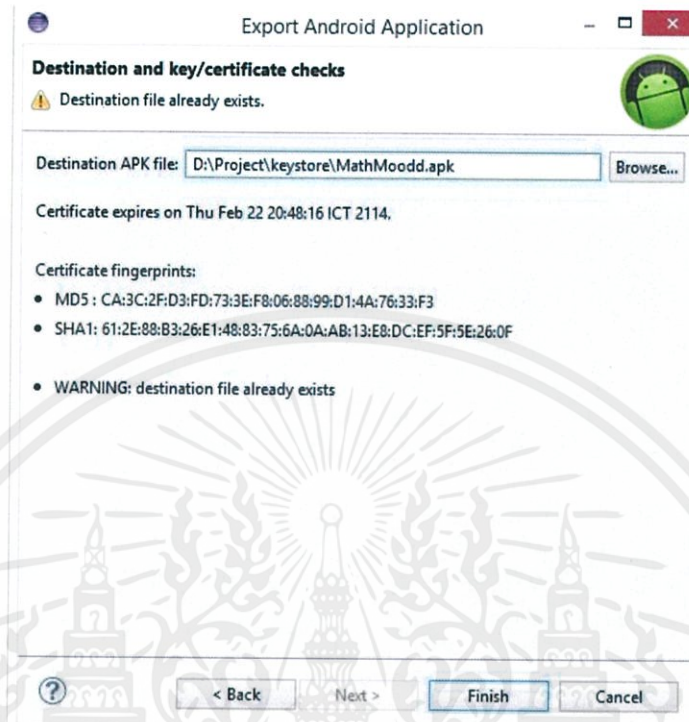 Export Android Application
Destination and key/certificate checks
Destination file already exists.
Destination APK file: D:\Project\keystore\MathMoodd.apk Browse...
Certificate expires on Thu Feb 22 20:48:16 ICT 2114.
Certificate fingerprints:
• MD5 : CA:3C:2F:D3:FD:73:3E:F8:06:88:99:D1:4A:76:33:F3
• SHA1: 61:2E:88:B3:26:E1:48:83:75:6A:0A:AB:13:E8:DC:EF:5F:5E:26:0F
• WARNING: destination file already exists
? < Back Next > Finish Cancel